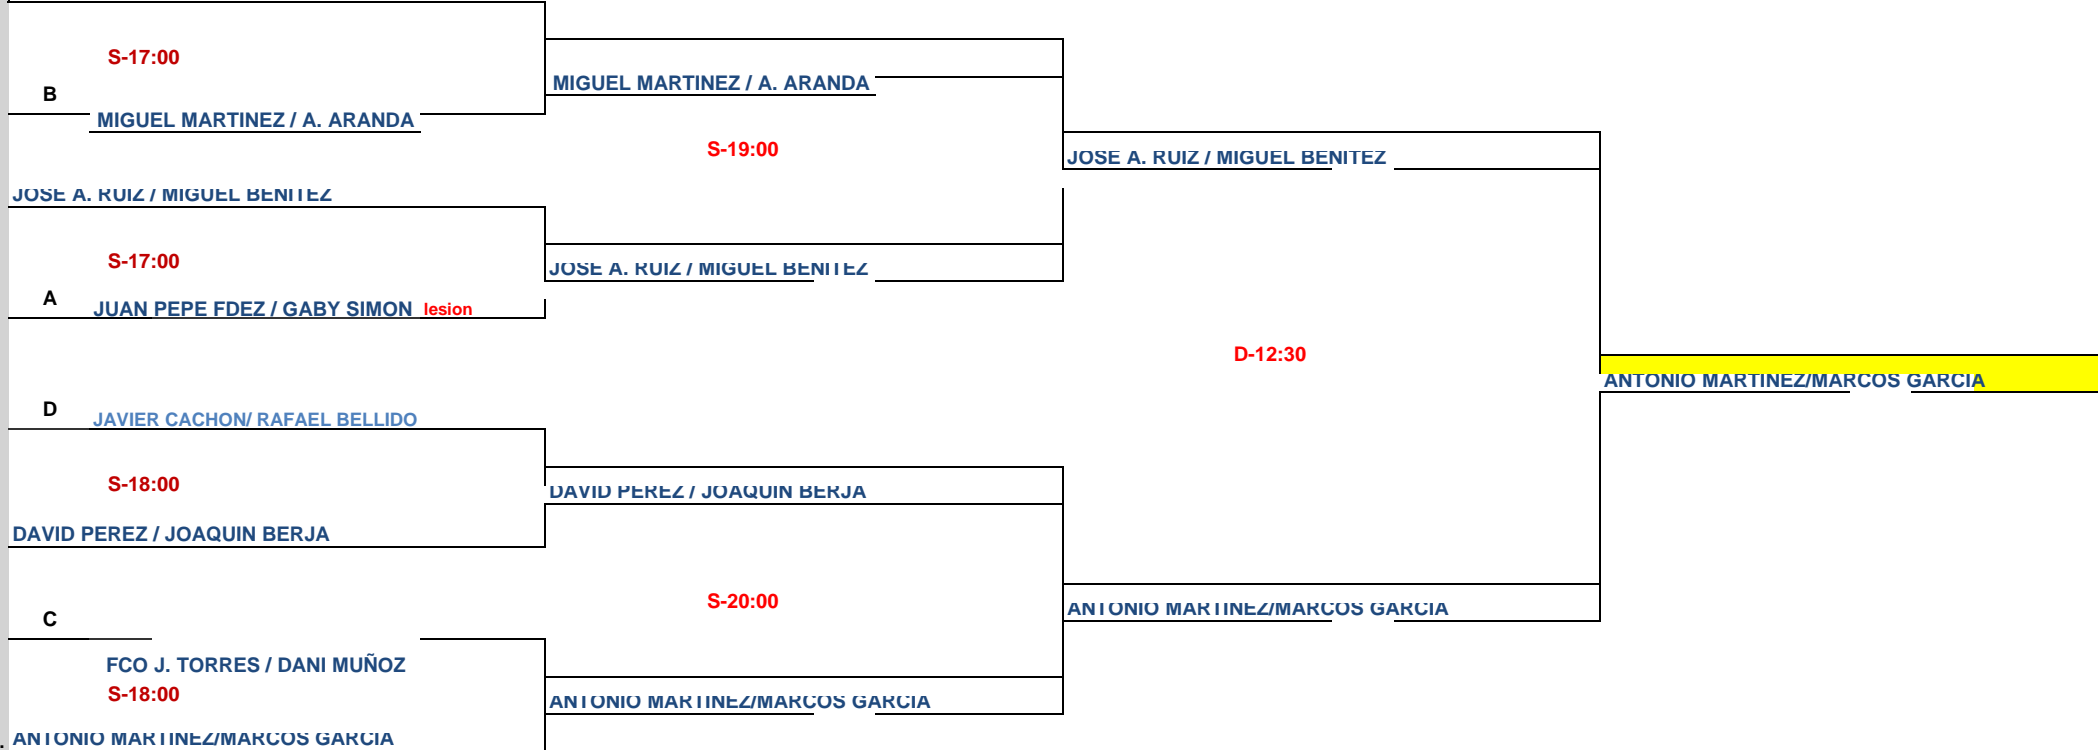 S-17:00
B
MIGUEL MARTINEZ / A. ARANDA
MIGUEL MARTINEZ / A. ARANDA
S-19:00
JOSE A. RUIZ / MIGUEL BENITEZ
JOSE A. RUIZ / MIGUEL BENITEZ
S-17:00
JOSE A. RUIZ / MIGUEL BENITEZ
A
JUAN PEPE FDEZ / GABY SIMON lesion
D-12:30
ANTONIO MARTINEZ/MARCOS GARCIA
D
JAVIER CACHON/ RAFAEL BELLIDO
S-18:00
DAVID PEREZ / JOAQUIN BERJA
DAVID PEREZ / JOAQUIN BERJA
S-20:00
ANTONIO MARTINEZ/MARCOS GARCIA
C
FCO J. TORRES / DANI MUÑOZ
S-18:00
ANTONIO MARTINEZ/MARCOS GARCIA
ANTONIO MARTINEZ/MARCOS GARCIA